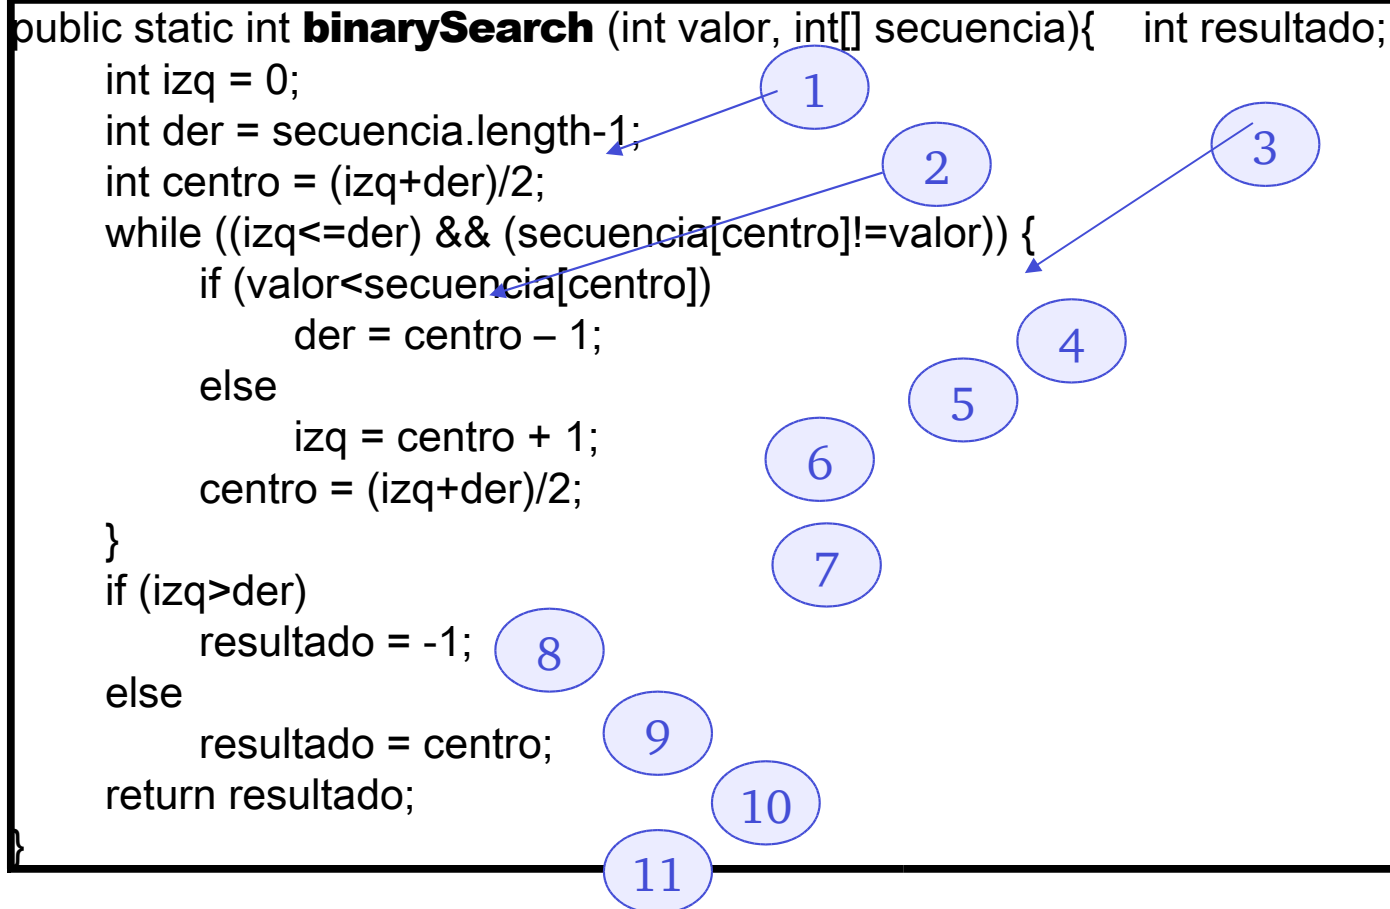 public static int binarySearch (int valor, int[] secuencia){    int resultado;
int izq = 0;
1
int der = secuencia.length-1;
2
3
int centro = (izq+der)/2;
while ((izq<=der) && (secuencia[centro]!=valor)) {
if (valor<secuencia[centro])
der = centro – 1;
4
else
5
izq = centro + 1;
6
centro = (izq+der)/2;
}
7
if (izq>der)
resultado = -1;
8
else
9
resultado = centro;
return resultado;
10
}
11